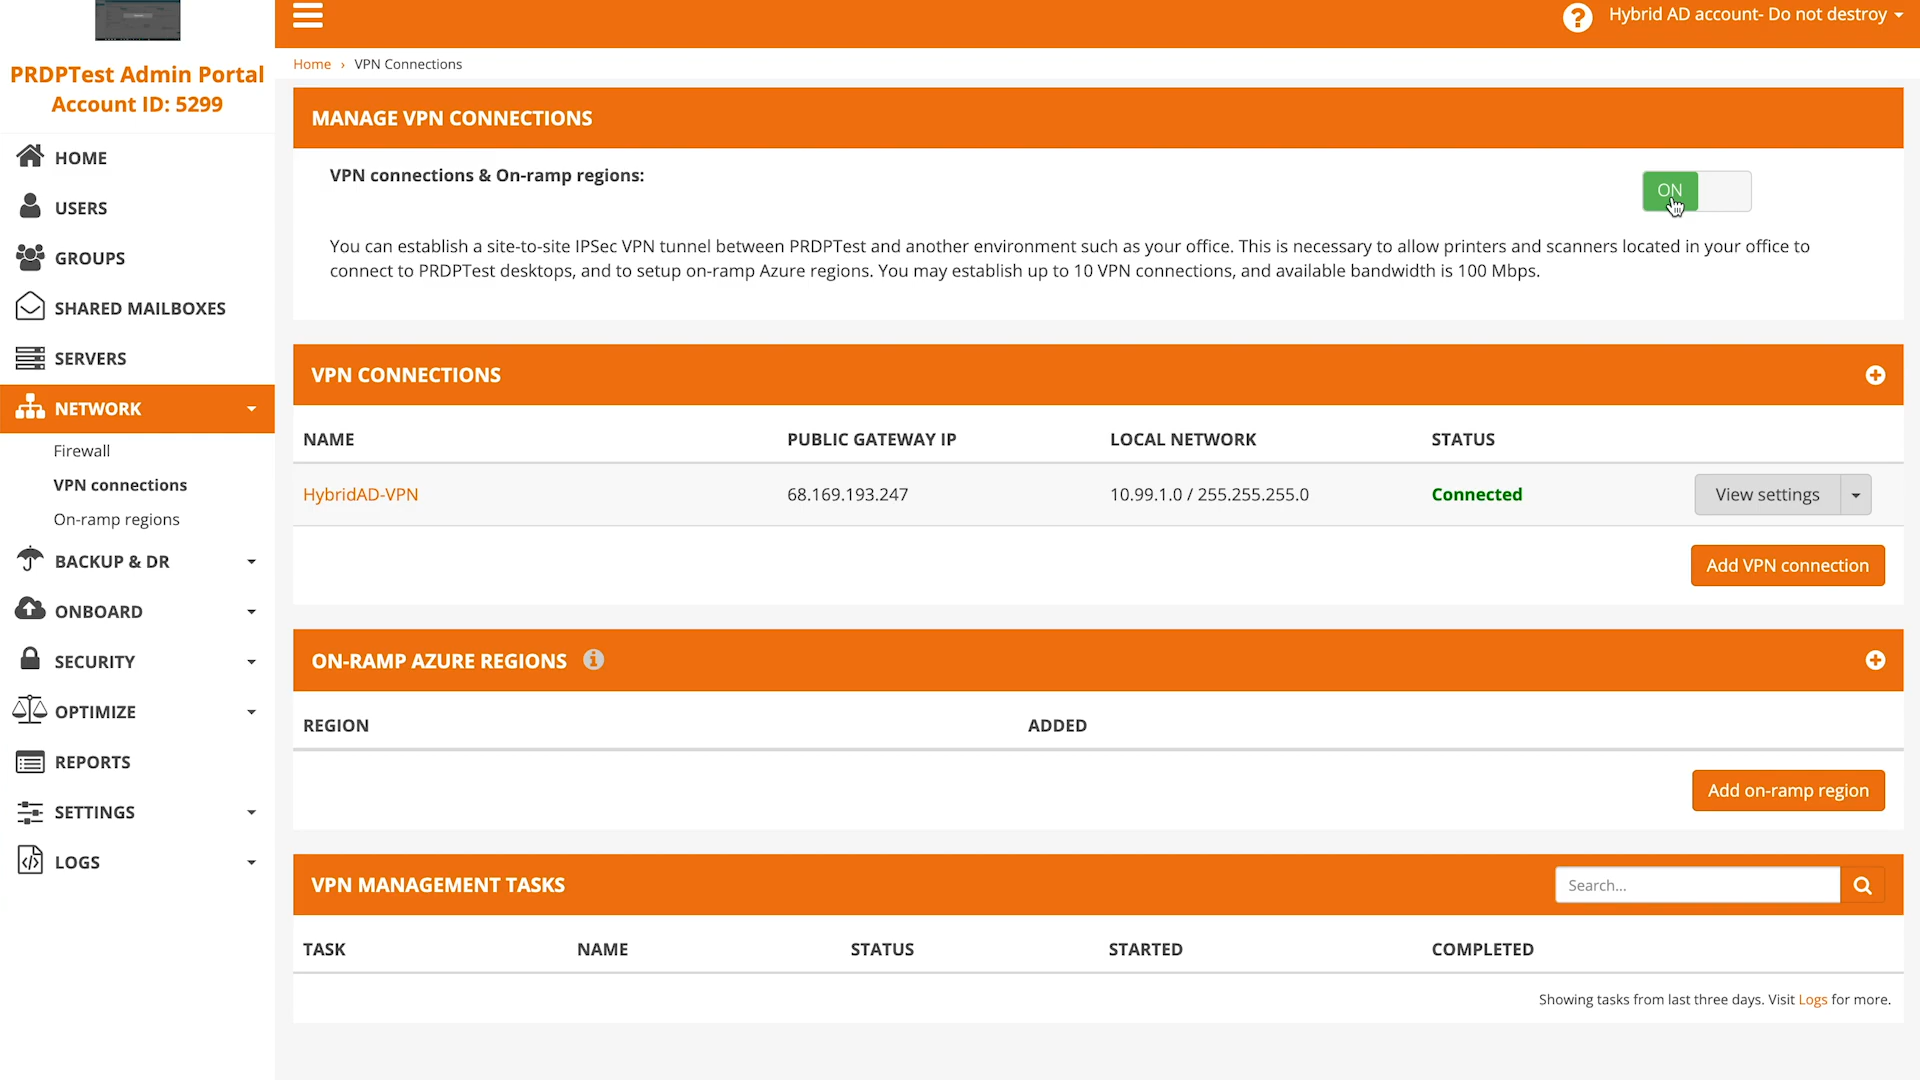 Hybrid AD account- Do not destroy
PRDPTest Admin Portal
Account ID: 5299
HOME
USERS
GROUPS
SHARED MAILBOXES
SERVERS
NETWORK
Firewall
VPN connections
On-ramp regions
BACKUP & DR
ONBOARD
SECURITY
OPTIMIZE
REPORTS
SETTINGS
LOGS
Home › VPN Connections
MANAGE VPN CONNECTIONS
VPN connections & On-ramp regions:
ON
You can establish a site-to-site IPSec VPN tunnel between PRDPTest and another environment such as your office. This is necessary to allow printers and scanners located in your office to
connect to PRDPTest desktops, and to setup on-ramp Azure regions. You may establish up to 10 VPN connections, and available bandwidth is 100 Mbps.
VPN CONNECTIONS
NAME PUBLIC GATEWAY IP LOCAL NETWORK STATUS
HybridAD-VPN 68.169.193.247 10.99.1.0 / 255.255.255.0 Connected View settings
Add VPN connection
ON-RAMP AZURE REGIONS
REGION ADDED
Add on-ramp region
VPN MANAGEMENT TASKS
Search...
TASK NAME STATUS STARTED COMPLETED
Showing tasks from last three days. Visit Logs for more.